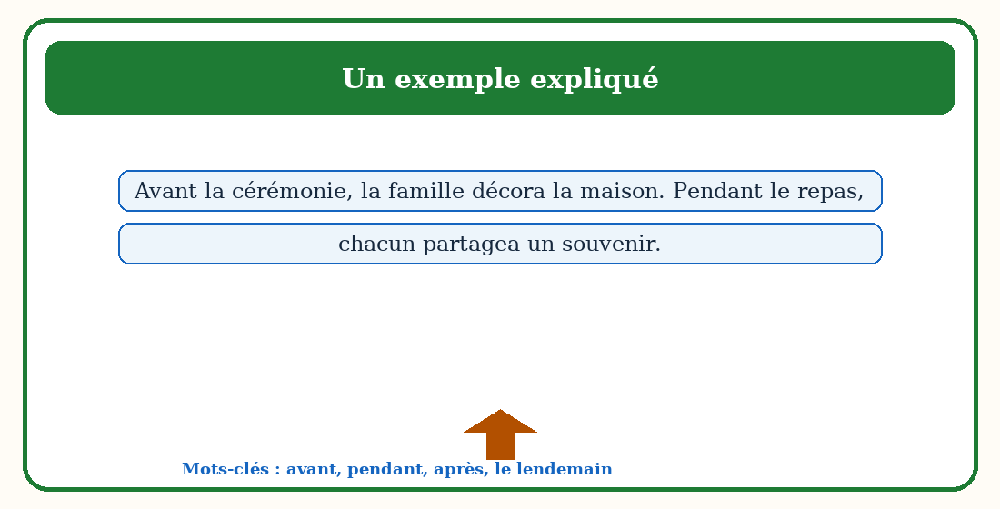 Un exemple expliqué
Avant la cérémonie, la famille décora la maison. Pendant le repas,
chacun partagea un souvenir.
Mots-clés : avant, pendant, après, le lendemain